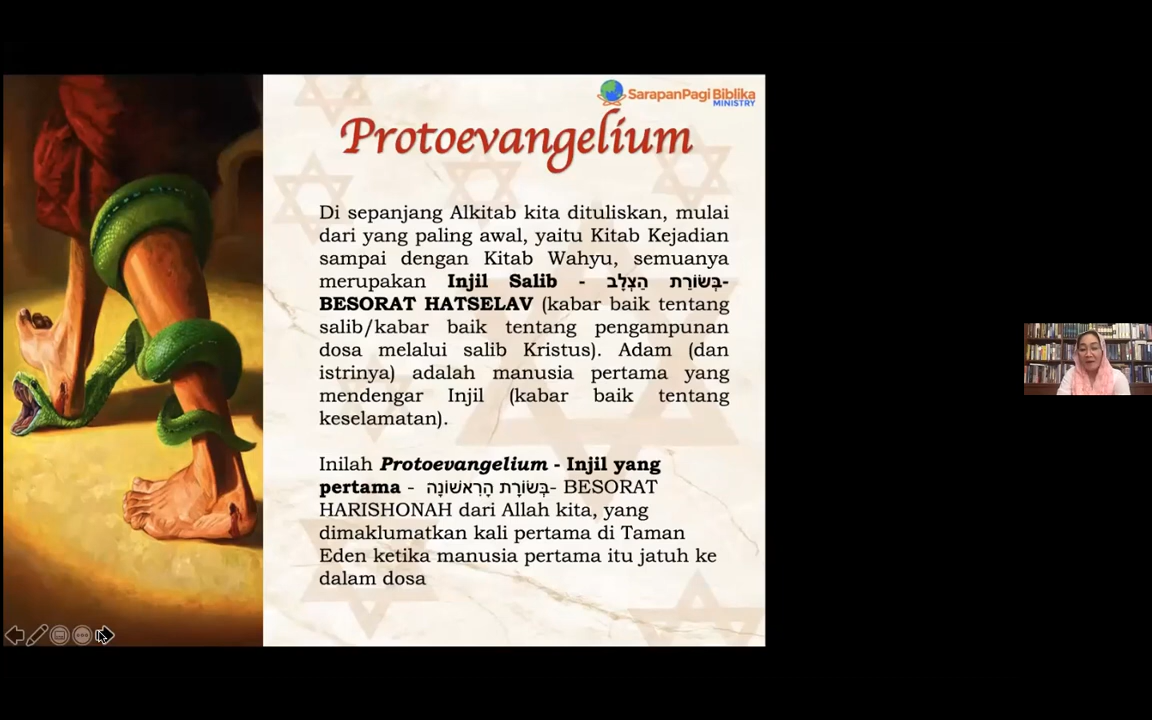 SarapanPagi Biblika
MINISTRY
Protoevangelium
Di sepanjang Alkitab kita dituliskan, mulai
dari yang paling awal, yaitu Kitab Kejadian
sampai dengan Kitab Wahyu, semuanya
merupakan Injil Salib - בְּשׂוֹרַת הַצְלָב-
BESORAT HATSELAV (kabar baik tentang
salib/kabar baik tentang pengampunan
dosa melalui salib Kristus). Adam (dan
istrinya) adalah manusia pertama yang
mendengar Injil (kabar baik tentang
keselamatan).
Inilah Protoevangelium - Injil yang
pertama - בְּשׂוֹרָת הָרִאשׁוֹנָה- BESORAT
HARISHONAH dari Allah kita, yang
dimaklumatkan kali pertama di Taman
Eden ketika manusia pertama itu jatuh ke
dalam dosa